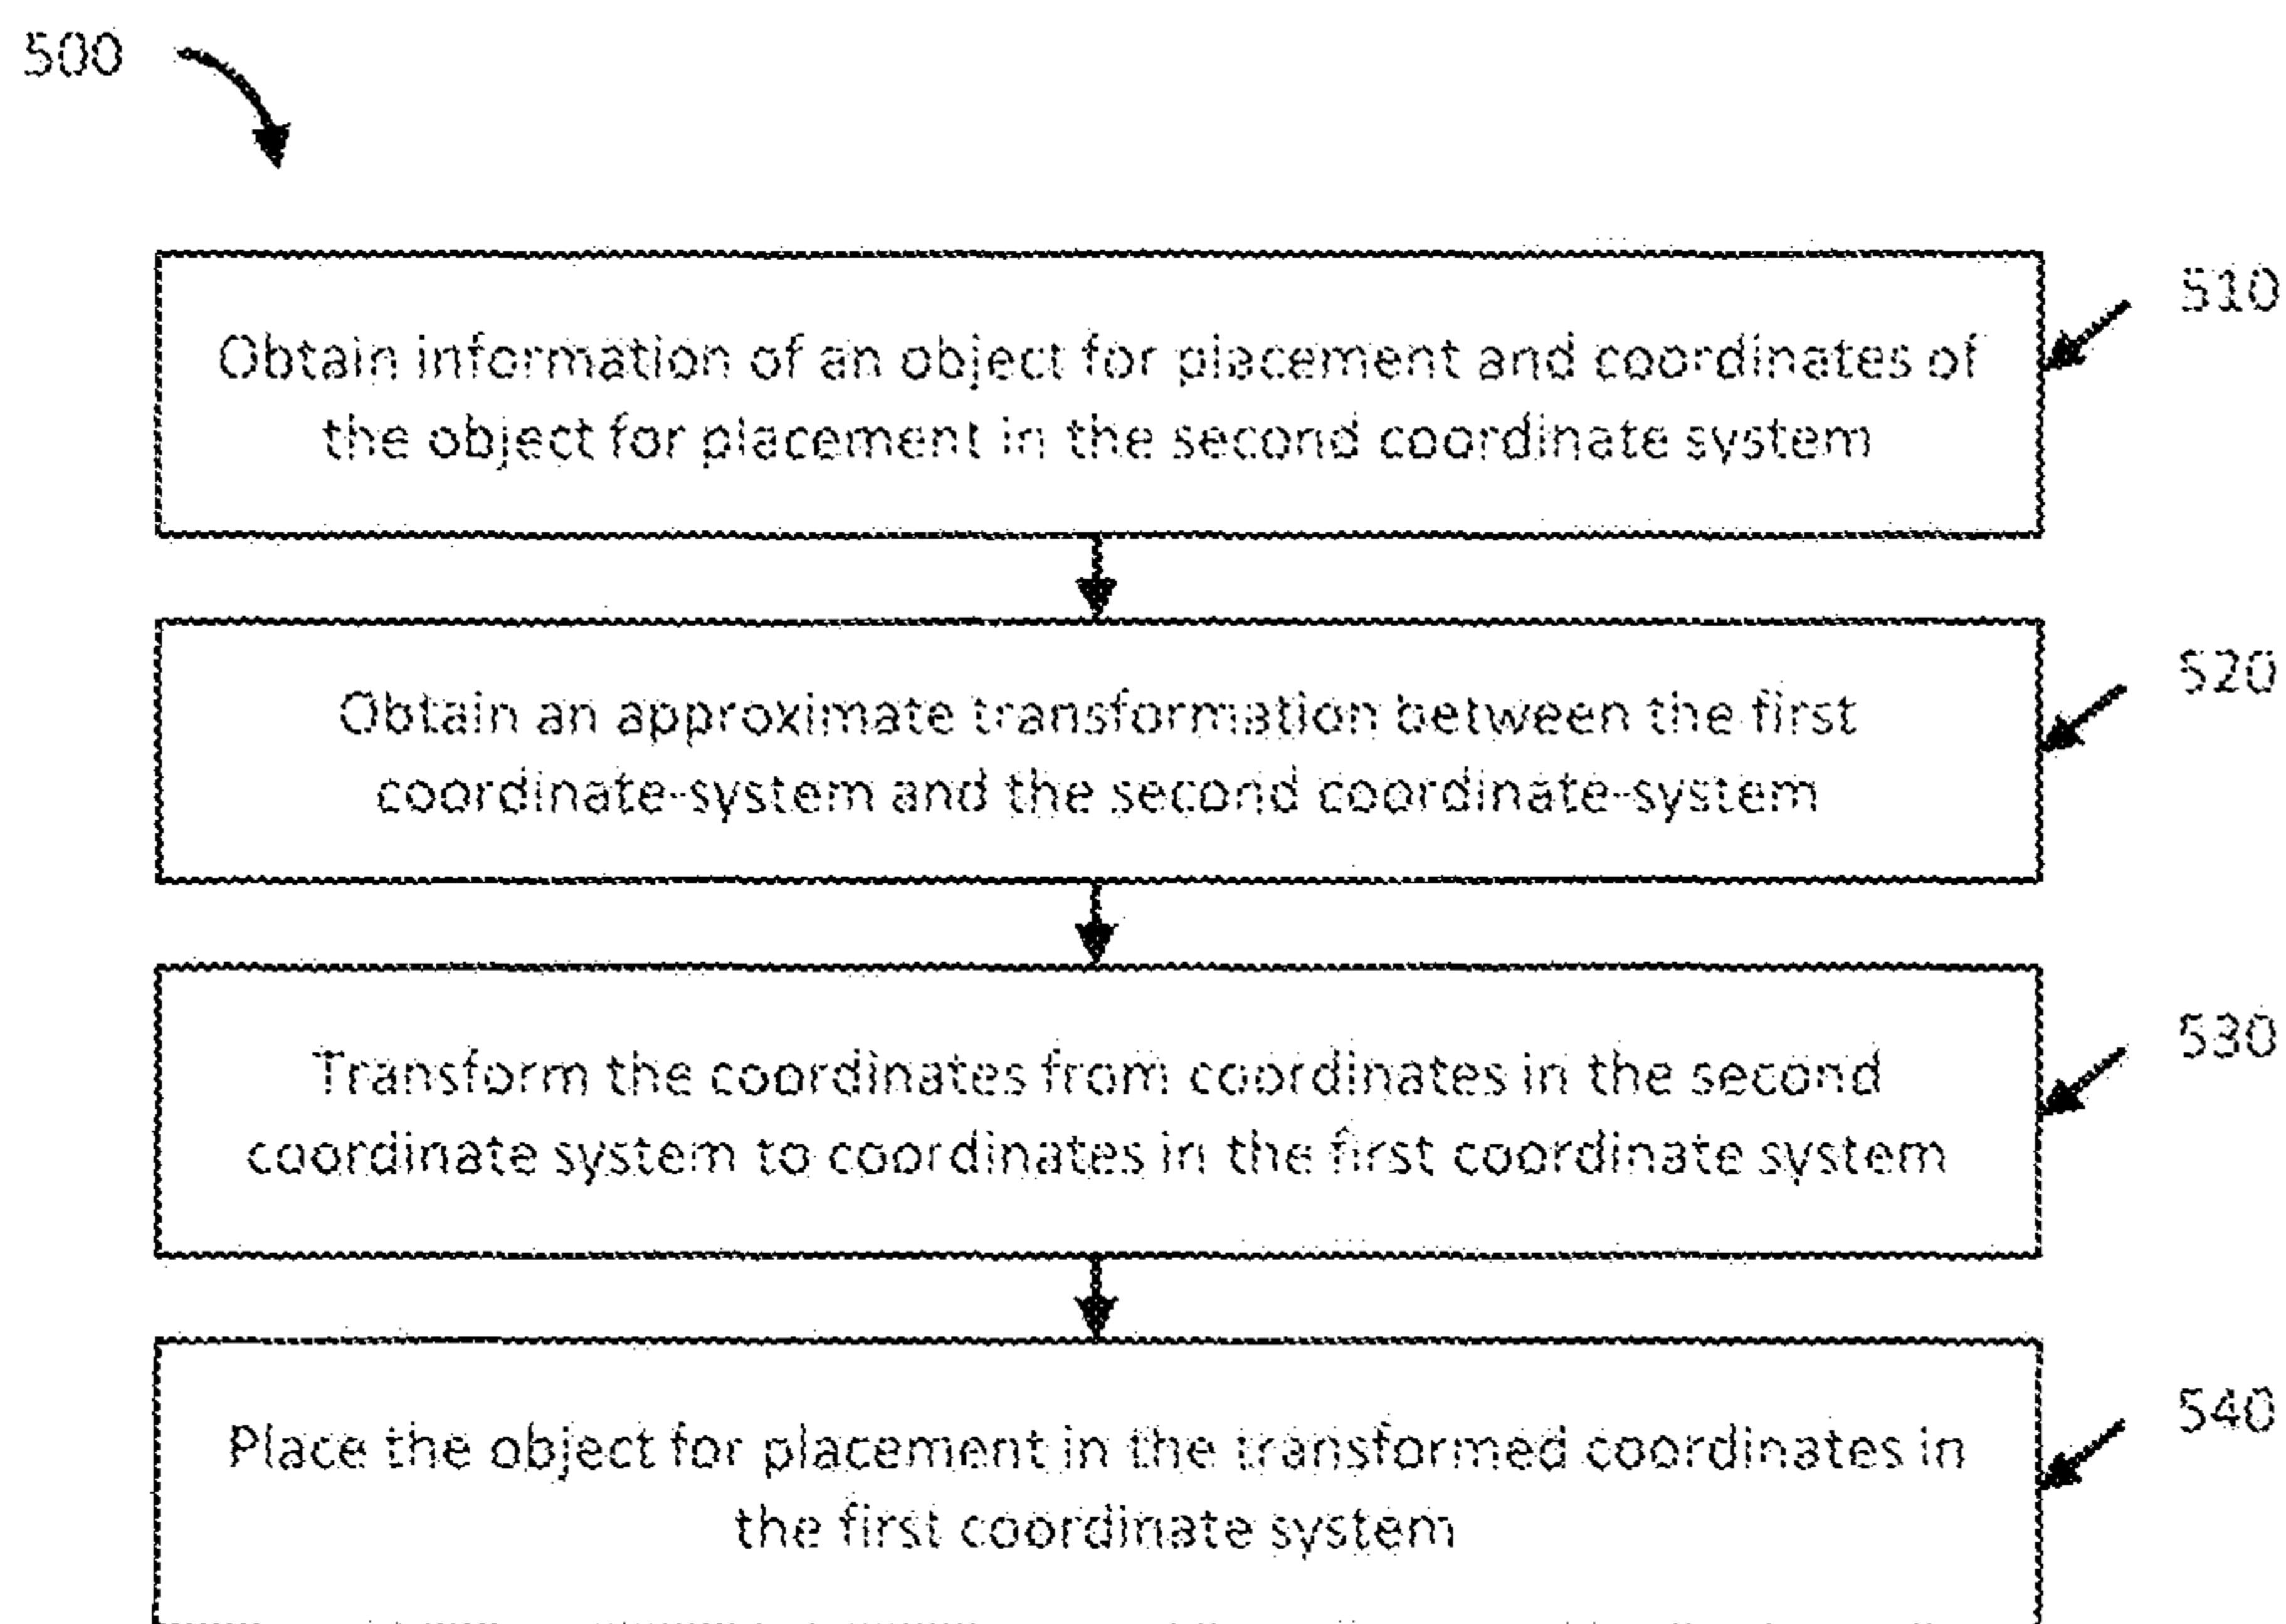 500
510
Obtain information of an object for placement and coordinates of
the object for placement in the second coordinate system
520
Obtain an approximate transformation between the first
coordinate-system and the second coordinate-system
530
Transform the coordinates from coordinates in the second
coordinate system to coordinates in the first coordinate system
540
Place the object for placement in the transformed coordinates in
the first coordinate system